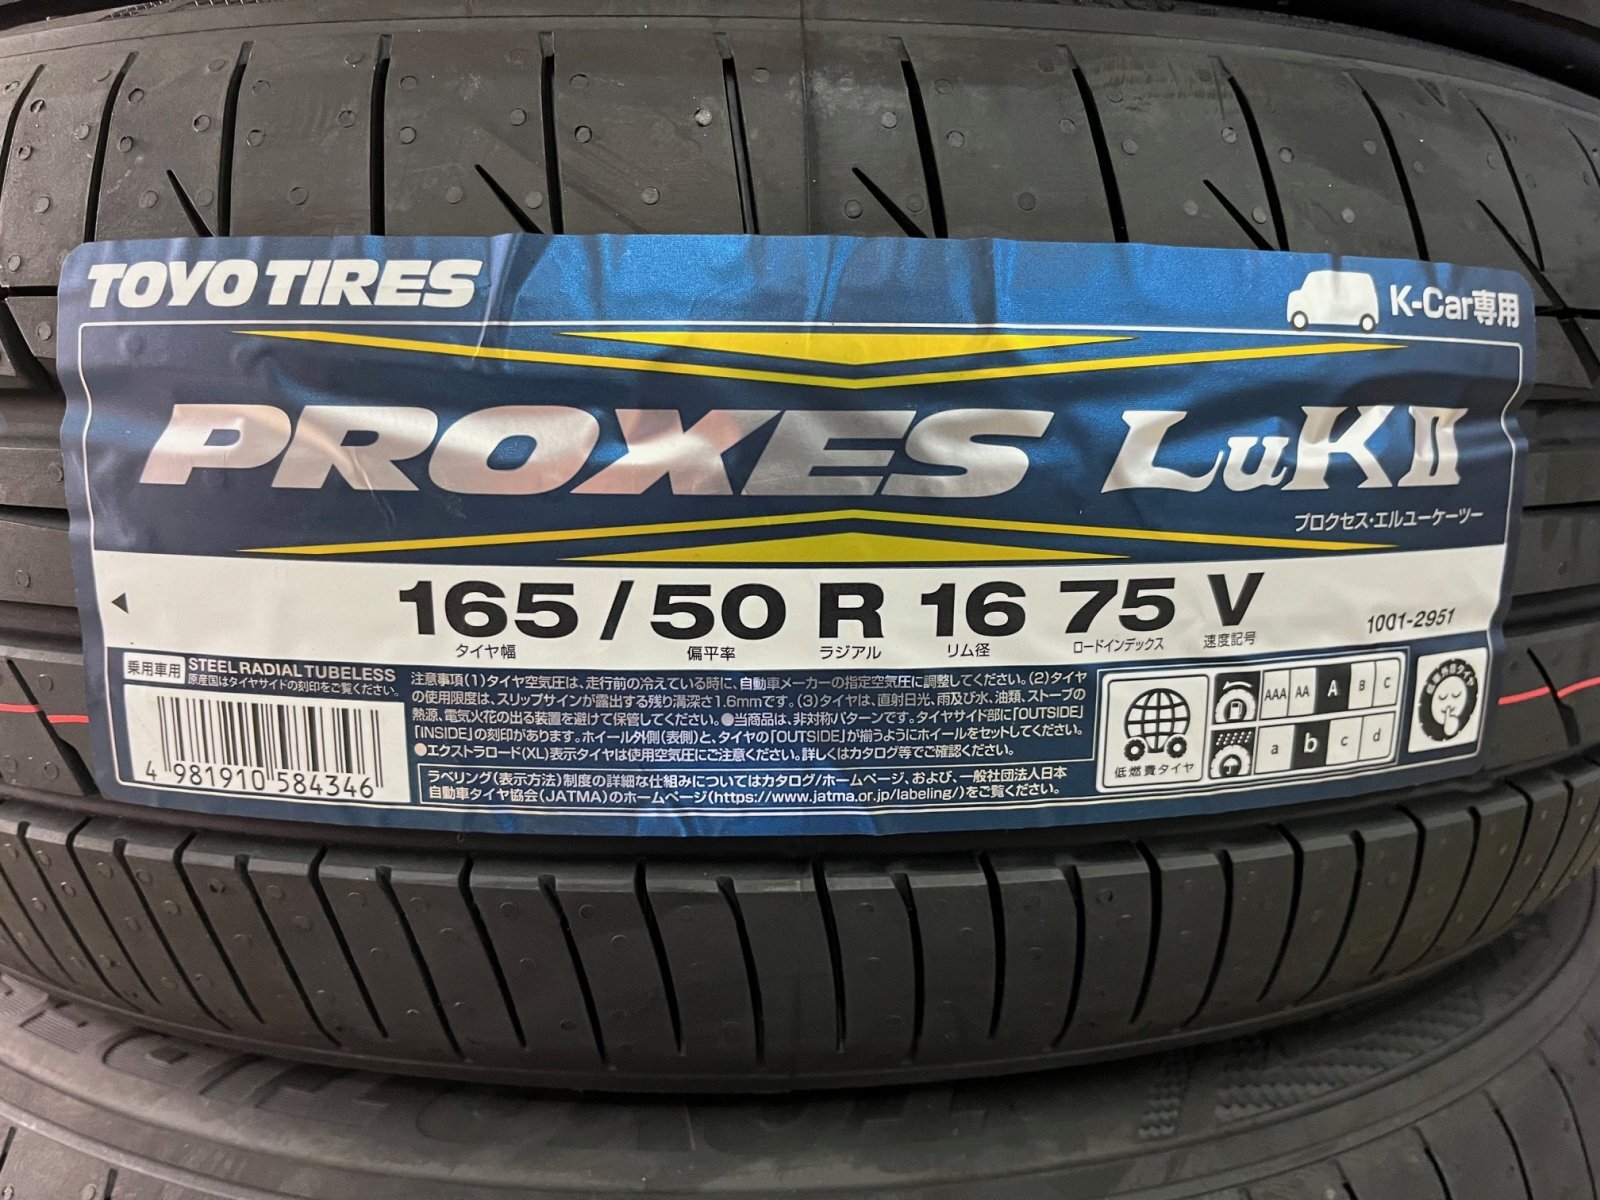 TOYO TIRES
K-Car専用
PROXES LuKⅡ
プロクセス・エルユーケーツー
165 / 50 R 16 75 V
タイヤ幅 偏平率 ラジアル リム径 ロードインデックス 速度記号
1001-2951
乗用車用 STEEL RADIAL TUBELESS
原産国はタイヤサイドの刻印をご覧ください。
4 981910 584346
注意事項(1)タイヤ空気圧は、走行前の冷えている時に、自動車メーカーの指定空気圧に調整してください。(2)タイヤ
の使用限度は、スリップサインが露出する残り溝深さ1.6mmです。(3)タイヤは、直射日光、雨及び水、油類、ストーブの
熱源、電気火花の出る装置を避けて保管してください。●当商品は、非対称パターンです。タイヤサイド部に「OUTSIDE」
「INSIDE」の刻印があります。ホイール外側(表側)と、タイヤの「OUTSIDE」が揃うようにホイールをセットしてください。
●エクストラロード(XL)表示タイヤは使用空気圧にご注意ください。詳しくはカタログ等でご確認ください。
ラベリング(表示方法)制度の詳細な仕組みについてはカタログ/ホームページ、および、一般社団法人日本
自動車タイヤ協会(JATMA)のホームページ(https://www.jatma.or.jp/labeling/)をご覧ください。
低燃費タイヤ
AAA AA A B C
a b c d